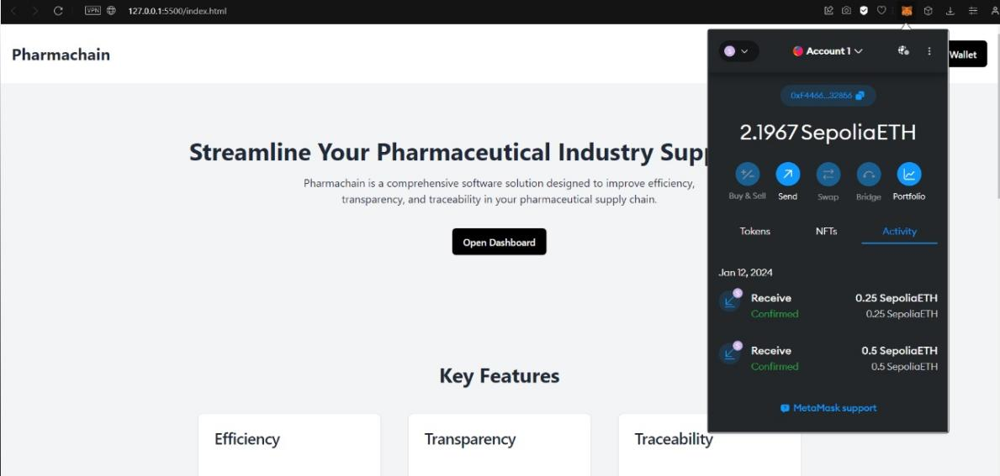 VPN 127.0.0.1:5500/index.html
Pharmachain
Wallet
Streamline Your Pharmaceutical Industry Sup
Pharmachain is a comprehensive software solution designed to improve efficiency,
transparency, and traceability in your pharmaceutical supply chain.
Open Dashboard
Key Features
Efficiency
Transparency
Traceability
S
Account 1
0xF4466...32856
2.1967 SepoliaETH
Buy & Sell
Send
Swap
Bridge
Portfolio
Tokens
NFTs
Activity
Jan 12, 2024
S
Receive
0.25 SepoliaETH
Confirmed
0.25 SepoliaETH
S
Receive
0.5 SepoliaETH
Confirmed
0.5 SepoliaETH
MetaMask support